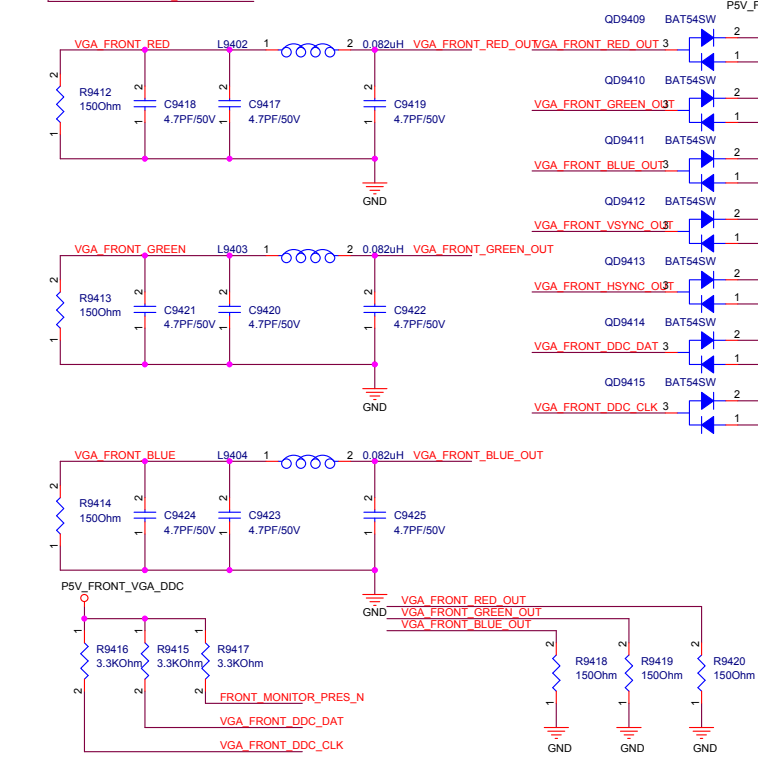 P5V_F
QD9409 BAT54SW
VGA_FRONT_RED L9402 1 2 0.082uH VGA_FRONT_RED_OUT VGA_FRONT_RED_OUT 3 2
1
2 R9412 150Ohm 1
2 C9418 4.7PF/50V 1
2 C9417 4.7PF/50V 1
2 C9419 4.7PF/50V 1
GND
QD9410 BAT54SW
VGA_FRONT_GREEN_OUT 3 2
1
QD9411 BAT54SW
VGA_FRONT_BLUE_OUT 3 2
1
QD9412 BAT54SW
VGA_FRONT_VSYNC_OUT 3 2
1
VGA_FRONT_GREEN L9403 1 2 0.082uH VGA_FRONT_GREEN_OUT
2 R9413 150Ohm 1
2 C9421 4.7PF/50V 1
2 C9420 4.7PF/50V 1
2 C9422 4.7PF/50V 1
GND
QD9413 BAT54SW
VGA_FRONT_HSYNC_OUT 3 2
1
QD9414 BAT54SW
VGA_FRONT_DDC_DAT 3 2
1
QD9415 BAT54SW
VGA_FRONT_DDC_CLK 3 2
1
VGA_FRONT_BLUE L9404 1 2 0.082uH VGA_FRONT_BLUE_OUT
2 R9414 150Ohm 1
2 C9424 4.7PF/50V 1
2 C9423 4.7PF/50V 1
2 C9425 4.7PF/50V 1
GND
P5V_FRONT_VGA_DDC
1 R9416 3.3KOhm 2
1 R9415 3.3KOhm 2
1 R9417 3.3KOhm 2
FRONT_MONITOR_PRES_N
VGA_FRONT_DDC_DAT
VGA_FRONT_DDC_CLK
VGA_FRONT_RED_OUT
VGA_FRONT_GREEN_OUT
VGA_FRONT_BLUE_OUT
2 R9418 150Ohm 1
2 R9419 150Ohm 1
2 R9420 150Ohm 1
GND GND GND